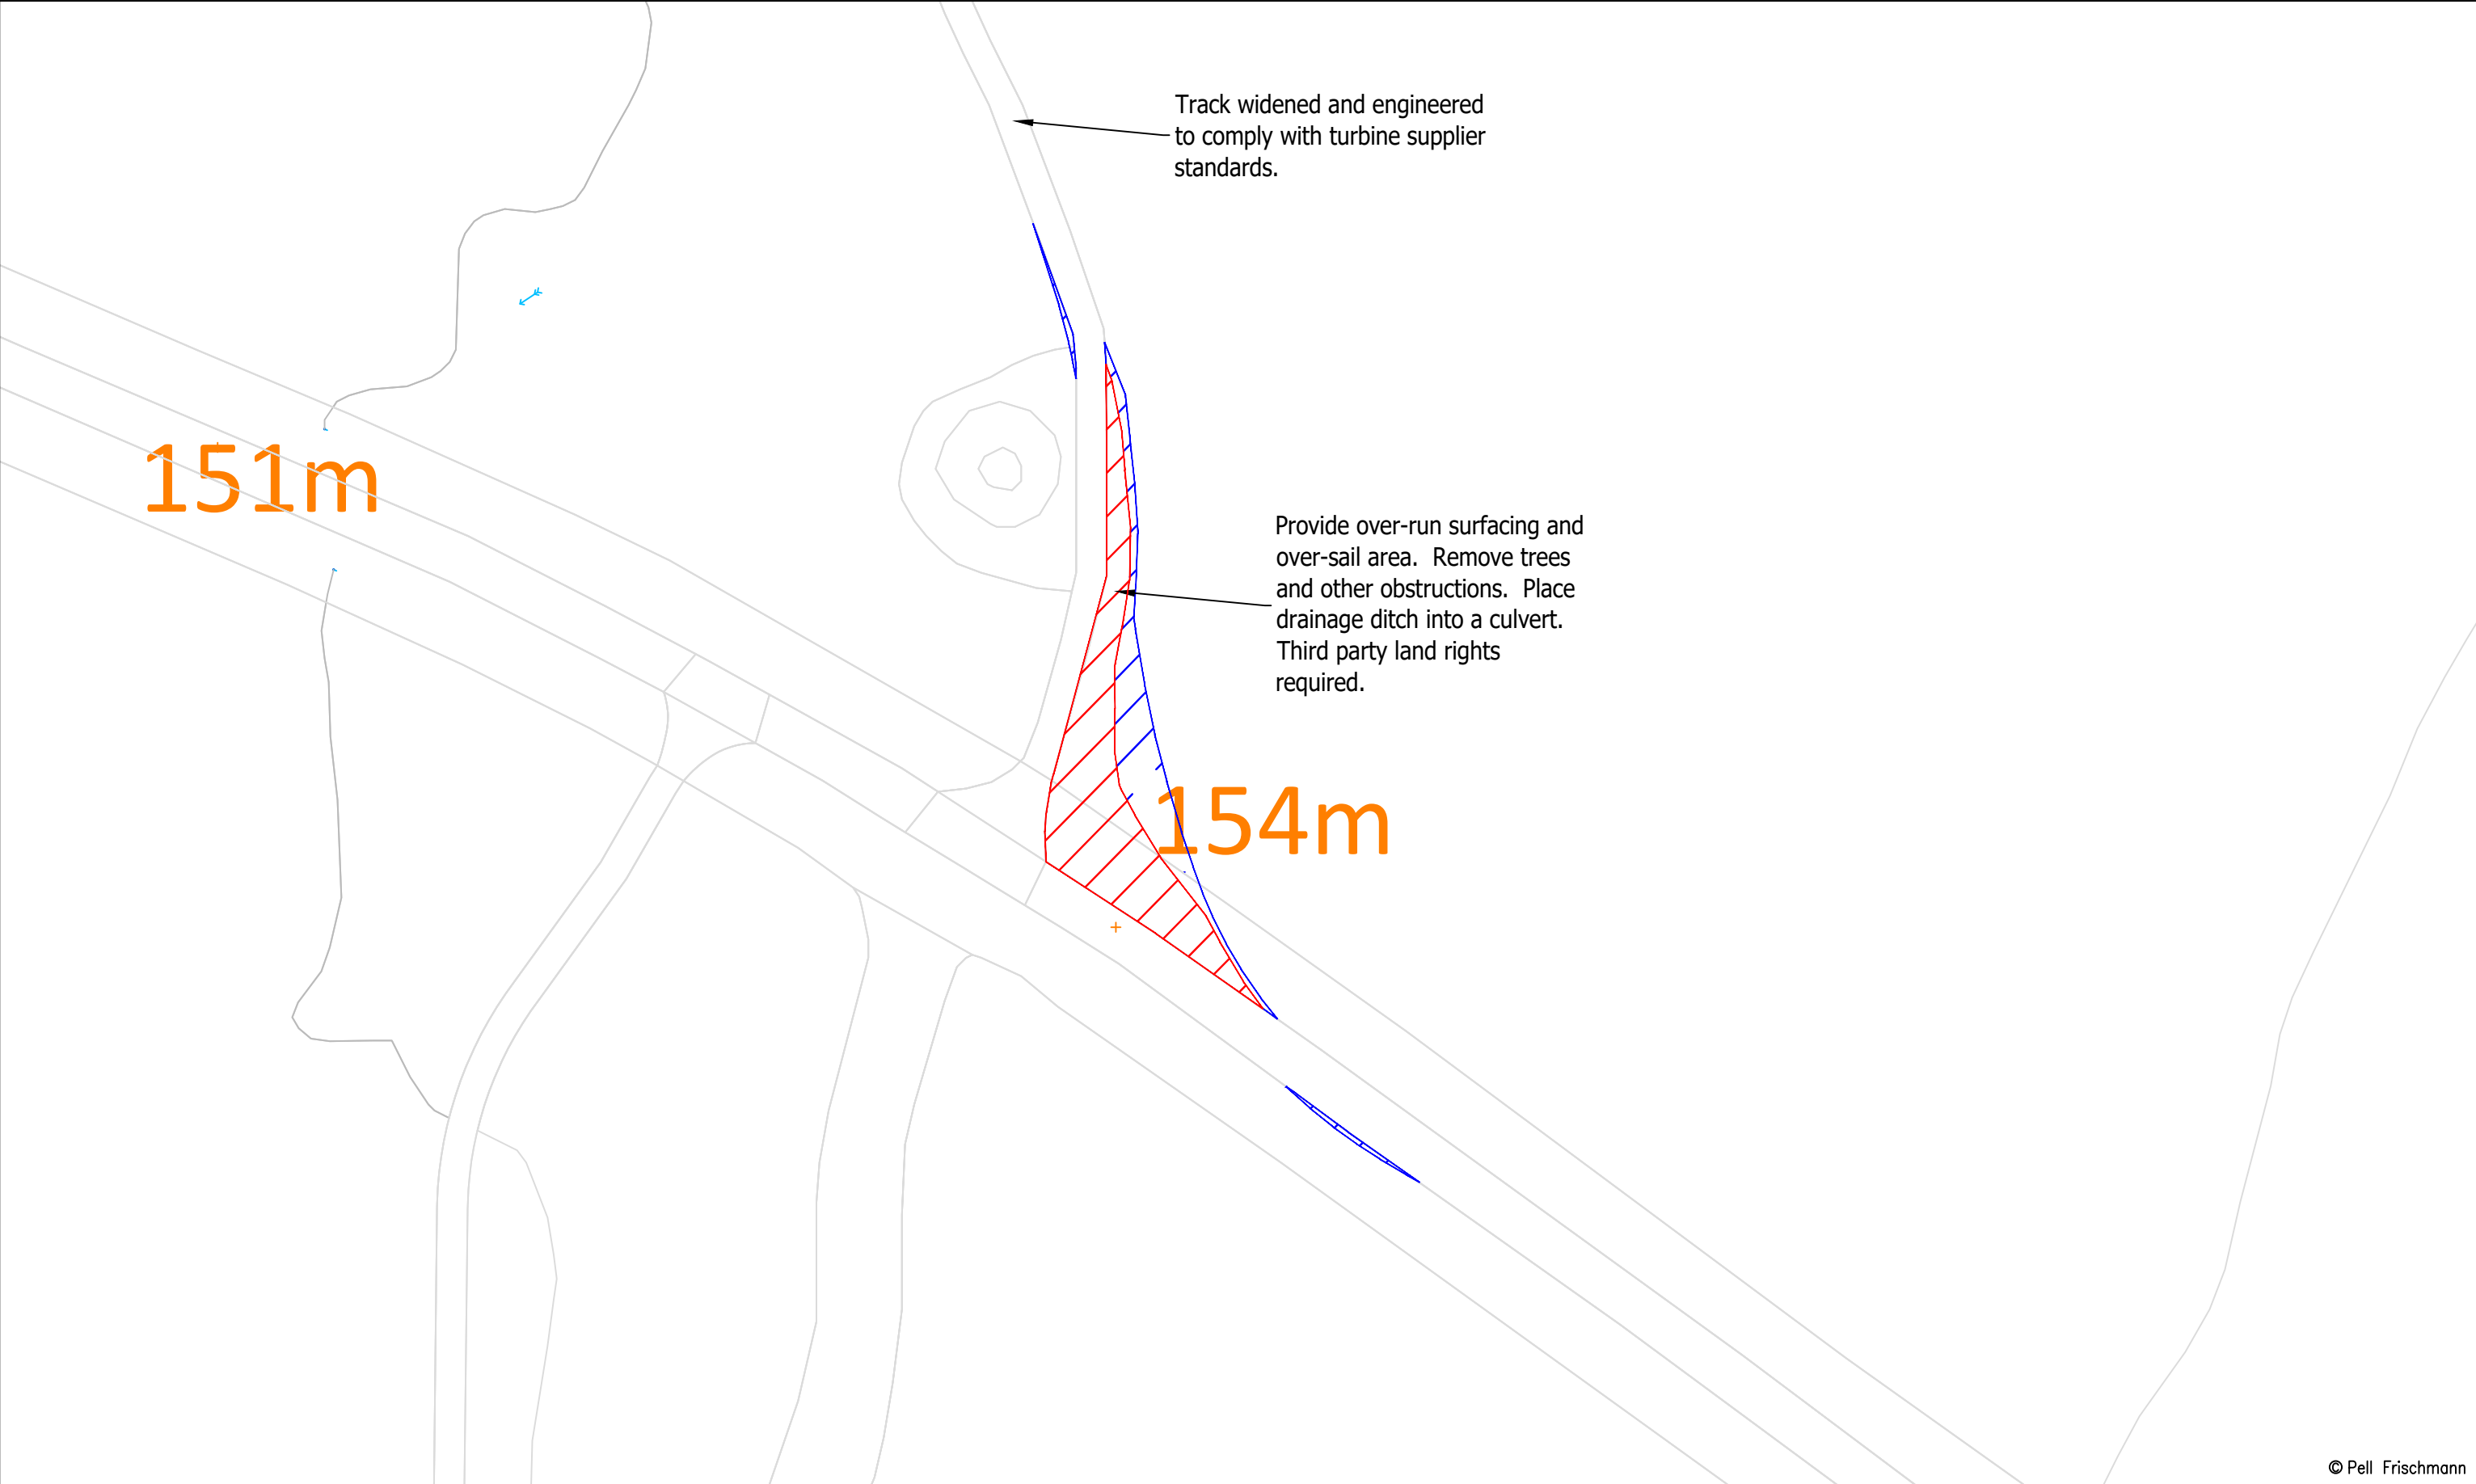 Track widened and engineered
to comply with turbine supplier
standards.
151m
Provide over-run surfacing and
over-sail area. Remove trees
and other obstructions. Place
drainage ditch into a culvert.
Third party land rights
required.
154m
© Pell Frischmann